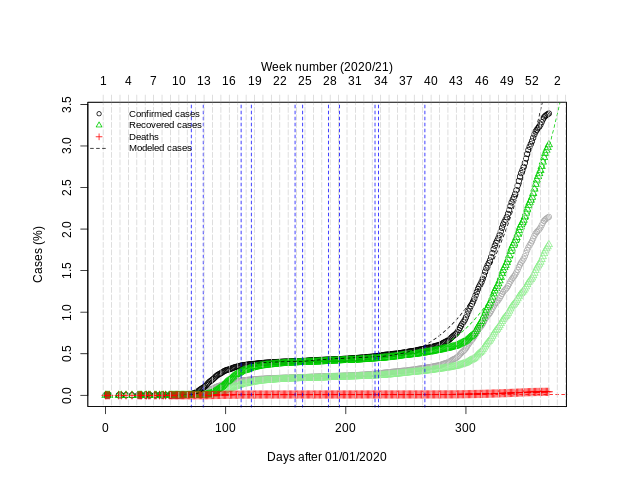 Week number (2020/21)
1 4 7 10 13 16 19 22 25 28 31 34 37 40 43 46 49 52 2
3.5
Confirmed cases
Recovered cases
Deaths
Modeled cases
3.0
2.5
2.0
1.5
1.0
0.5
0.0
Cases (%)
0 100 200 300
Days after 01/01/2020